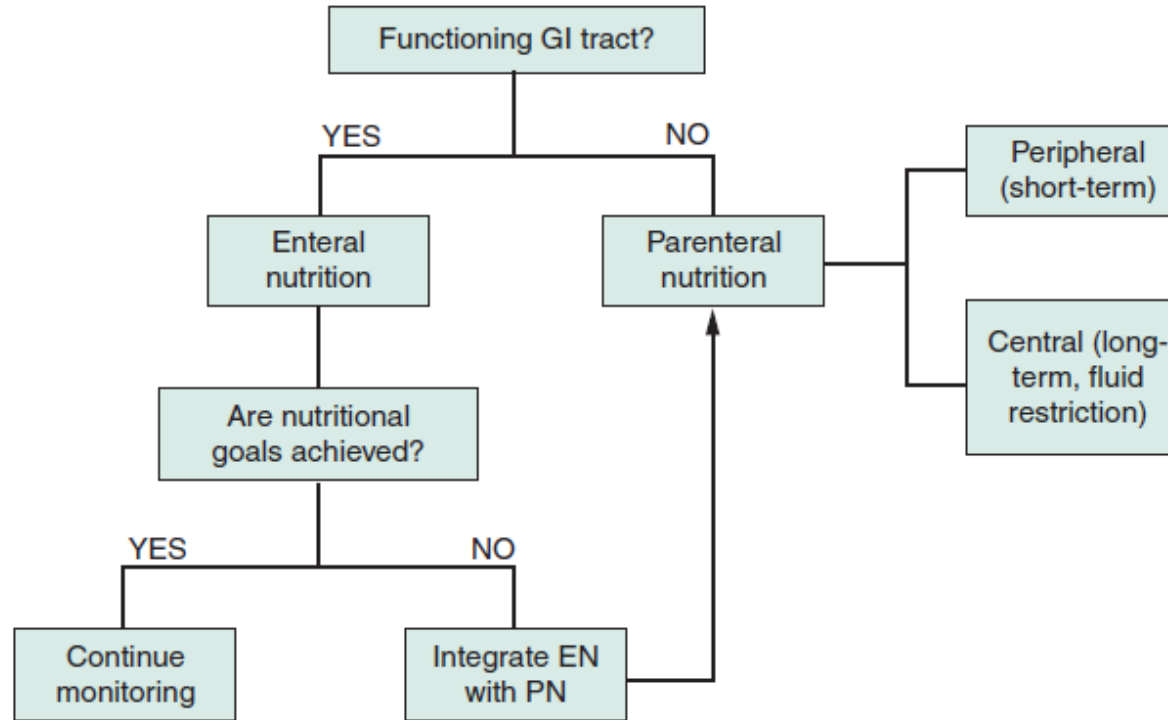 Functioning GI tract?
YES
NO
Peripheral
(short-term)
Enteral
nutrition
Parenteral
nutrition
Central (long-
term, fluid
restriction)
Are nutritional
goals achieved?
YES
NO
Continue
monitoring
Integrate EN
with PN